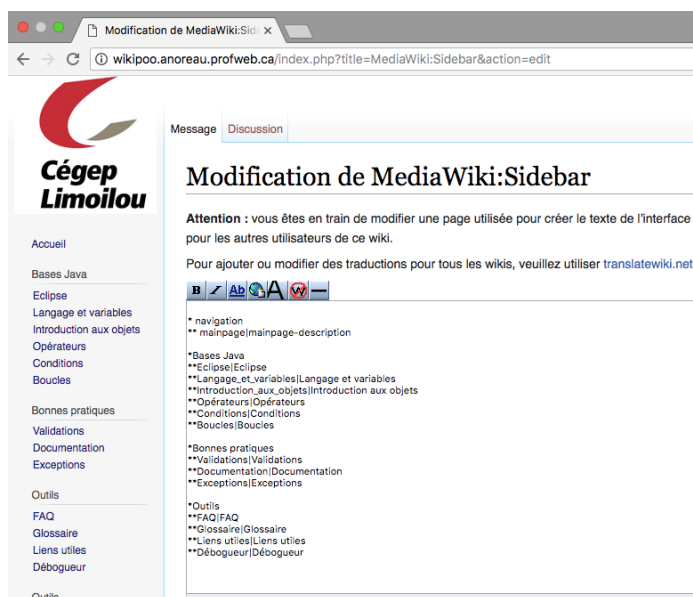 Modification de MediaWiki:Sid
wikipoo.anoreau.profweb.ca/index.php?title=MediaWiki:Sidebar&action=edit
Cégep
Limoilou
Accueil
Bases Java
Eclipse
Langage et variables
Introduction aux objets
Opérateurs
Conditions
Boucles
Bonnes pratiques
Validations
Documentation
Exceptions
Outils
FAQ
Glossaire
Liens utiles
Débogueur
Outils
Message Discussion
Modification de MediaWiki:Sidebar
Attention : vous êtes en train de modifier une page utilisée pour créer le texte de l'interface
pour les autres utilisateurs de ce wiki.
Pour ajouter ou modifier des traductions pour tous les wikis, veuillez utiliser translatewiki.net
B I Ab A W
* navigation
** mainpage|mainpage-description
*Bases Java
**Eclipse|Eclipse
**Langage_et_variables|Langage et variables
**Introduction_aux_objets|Introduction aux objets
**Opérateurs|Opérateurs
**Conditions|Conditions
**Boucles|Boucles
*Bonnes pratiques
**Validations|Validations
**Documentation|Documentation
**Exceptions|Exceptions
*Outils
**FAQ|FAQ
**Glossaire|Glossaire
**Liens utiles|Liens utiles
**Débogueur|Débogueur